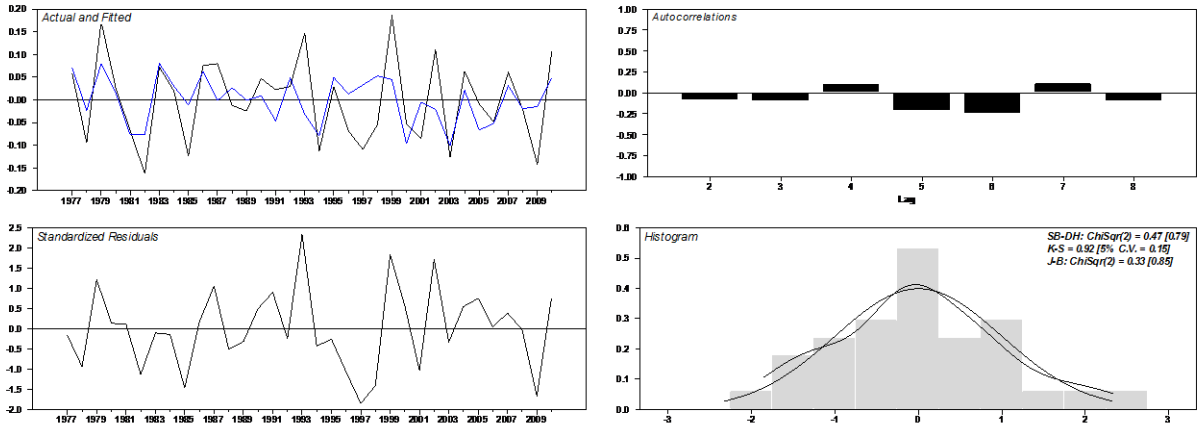 Actual and Fitted
0.20
0.15
0.10
0.05
-0.00
-0.05
-0.10
-0.15
-0.20
1977 1979 1981 1983 1985 1987 1989 1991 1993 1995 1997 1999 2001 2003 2005 2007 2009
Autocorrelations
1.00
0.75
0.50
0.25
0.00
-0.25
-0.50
-0.75
-1.00
2 3 4 5 6 7 8
Lag
Standardized Residuals
2.5
2.0
1.5
1.0
0.5
0.0
-0.5
-1.0
-1.5
-2.0
1977 1979 1981 1983 1985 1987 1989 1991 1993 1995 1997 1999 2001 2003 2005 2007 2009
Histogram
SB-DH: ChiSqr(2) = 0.47 [0.79]
K-S = 0.92 [5% C.V. = 0.15]
J-B: ChiSqr(2) = 0.33 [0.85]
0.6
0.5
0.4
0.3
0.2
0.1
0.0
-3 -2 -1 0 1 2 3